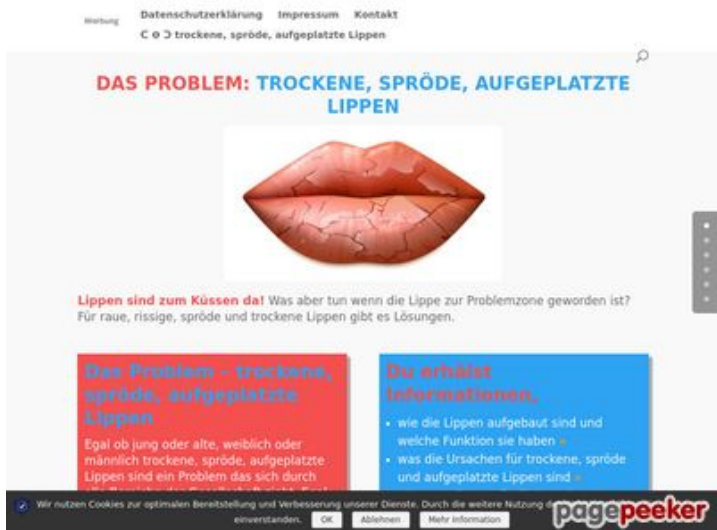 Werbung
Datenschutzerklärung Impressum Kontakt
C ʘ Ɔ trockene, spröde, aufgeplatzte Lippen
DAS PROBLEM: TROCKENE, SPRÖDE, AUFGEPLATZTE
LIPPEN
Lippen sind zum Küssen da! Was aber tun wenn die Lippe zur Problemzone geworden ist?
Für raue, rissige, spröde und trockene Lippen gibt es Lösungen.
Das Problem – trockene,
spröde, aufgeplatzte
Lippen
Egal ob jung oder alte, weiblich oder
männlich trockene, spröde, aufgeplatzte
Lippen sind ein Problem das sich durch
Du erhälst
Informationen,
• wie die Lippen aufgebaut sind und
welche Funktion sie haben »
• was die Ursachen für trockene, spröde
und aufgeplatzte Lippen sind »
Wir nutzen Cookies zur optimalen Bereitstellung und Verbesserung unserer Dienste. Durch die weitere Nutzung
einverstanden. OK Ablehnen Mehr Information
pagepeeker